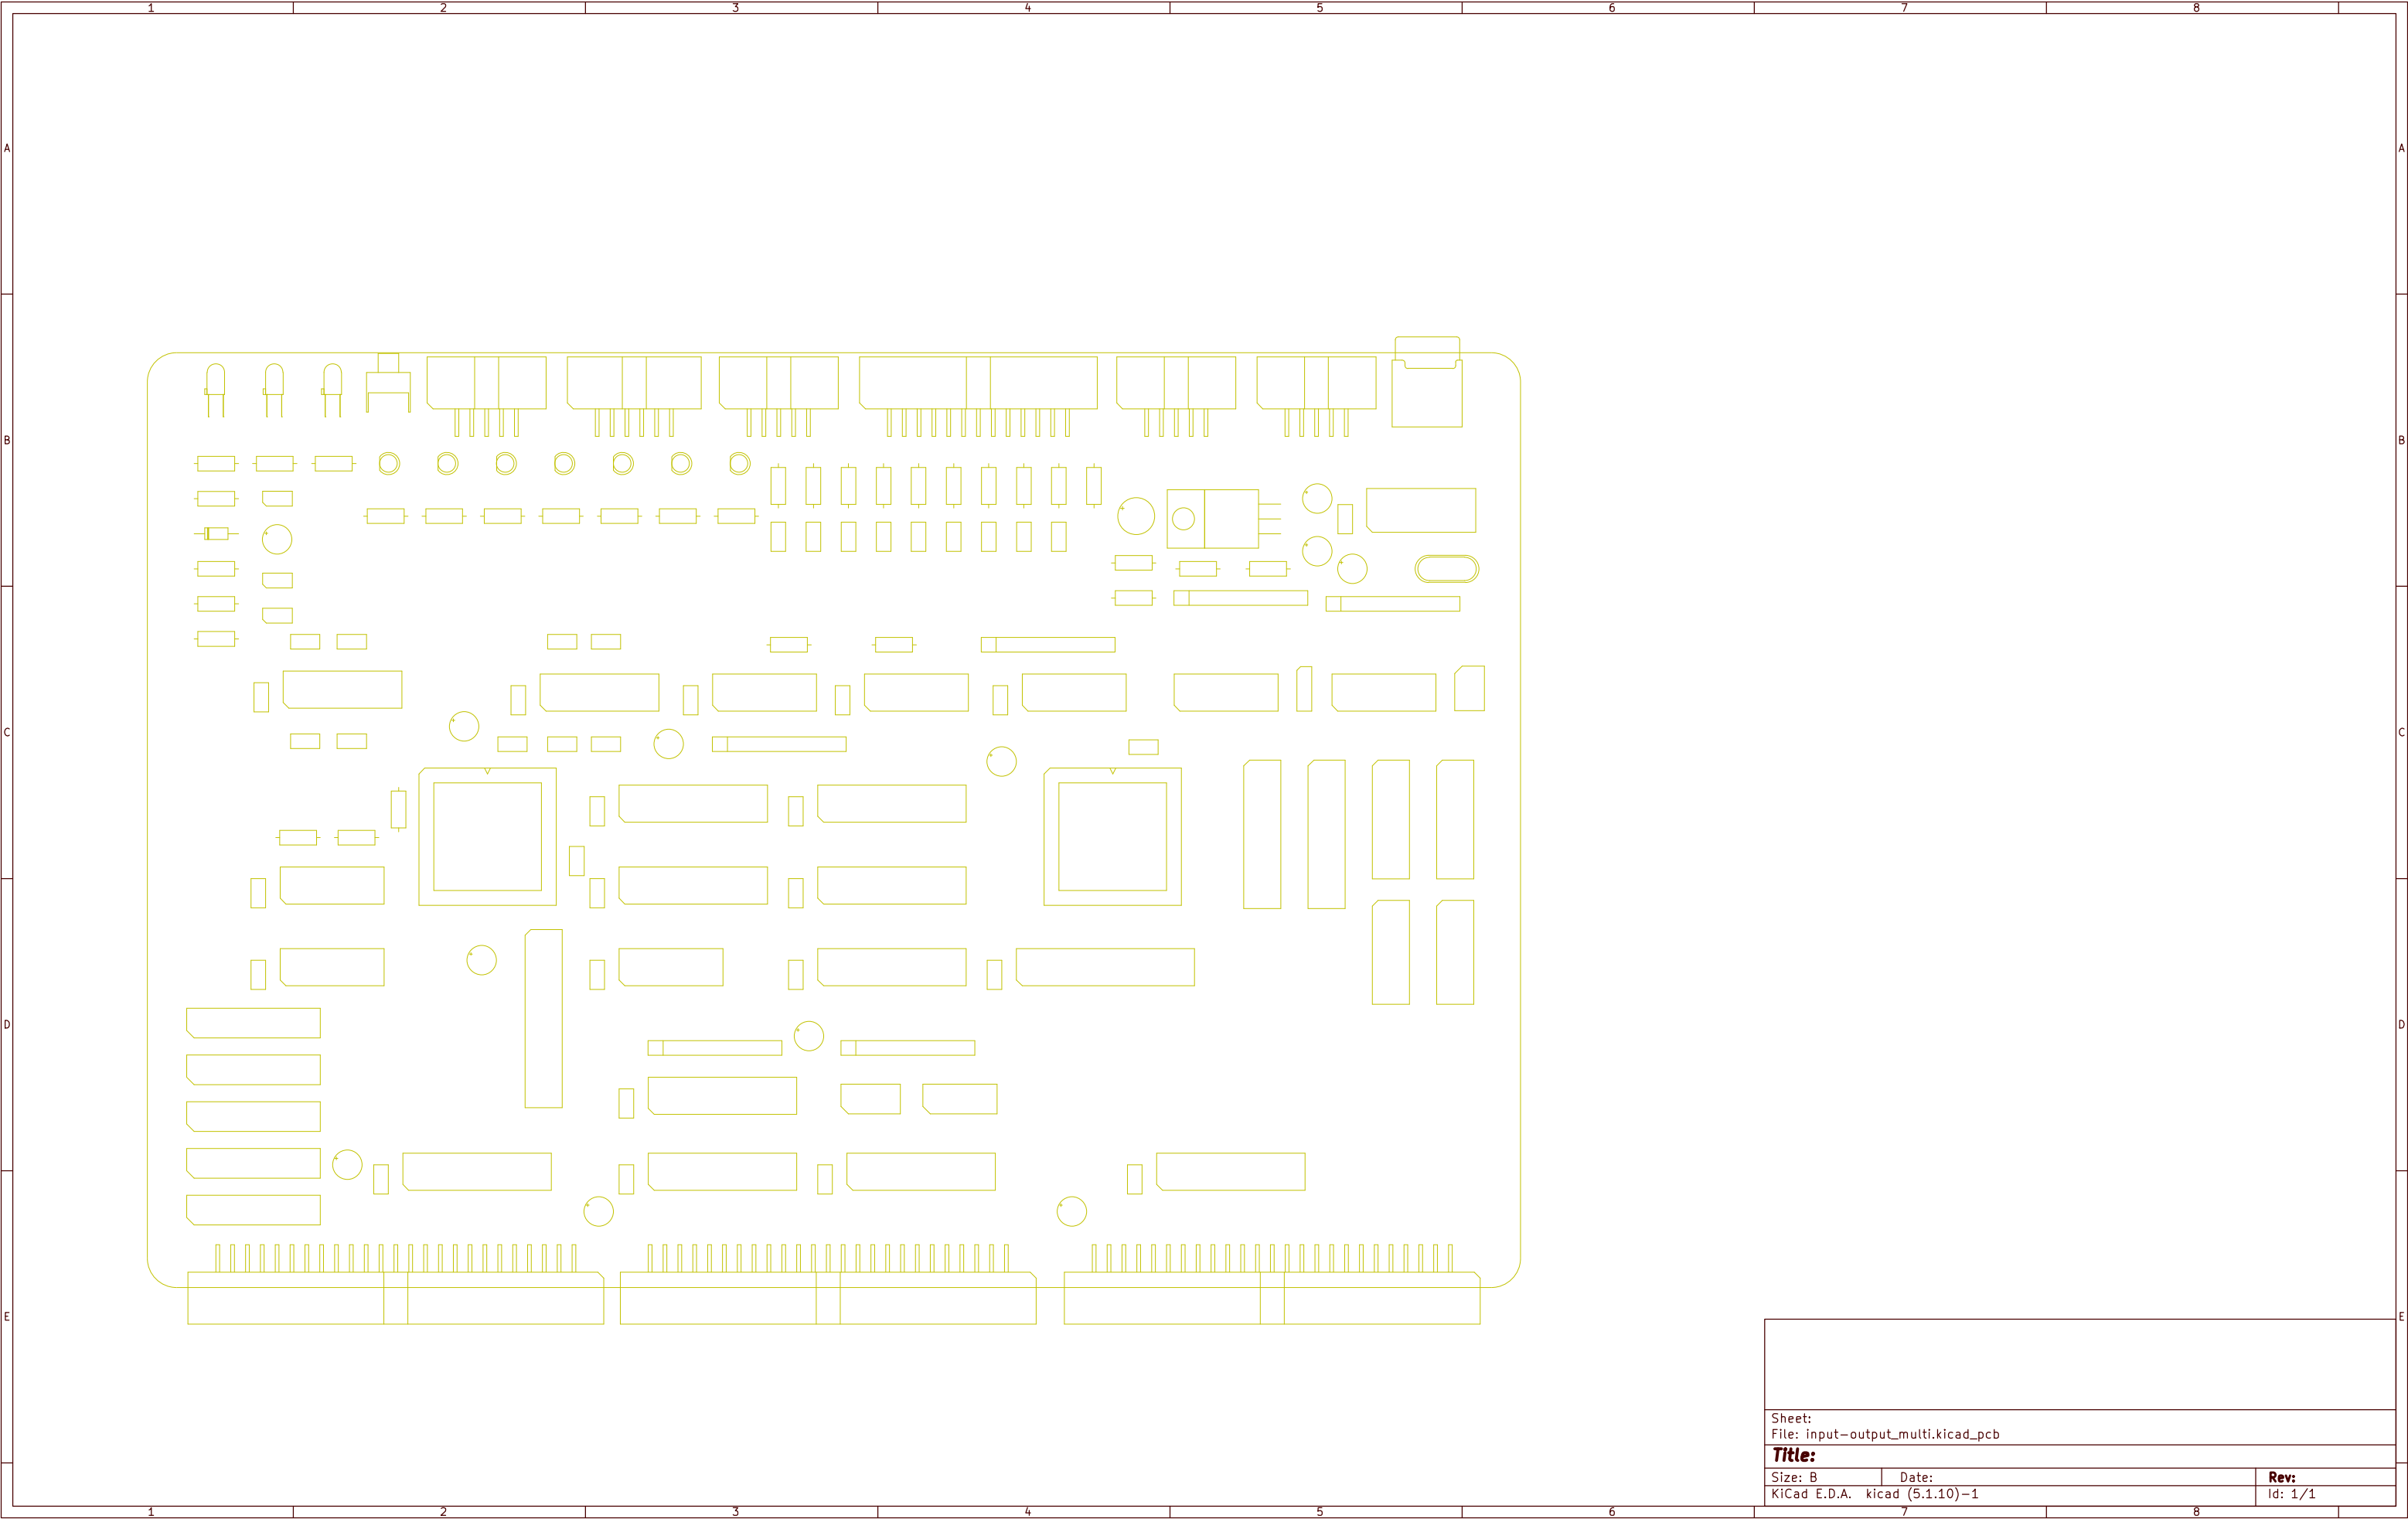 1 2 3 4 5 6 7 8
A A
B B
C C
D D
E E
Sheet:
File: input-output_multi.kicad_pcb
Title:
Size: B Date: Rev:
KiCad E.D.A. kicad (5.1.10)-1 Id: 1/1
1 2 3 4 5 6 7 8